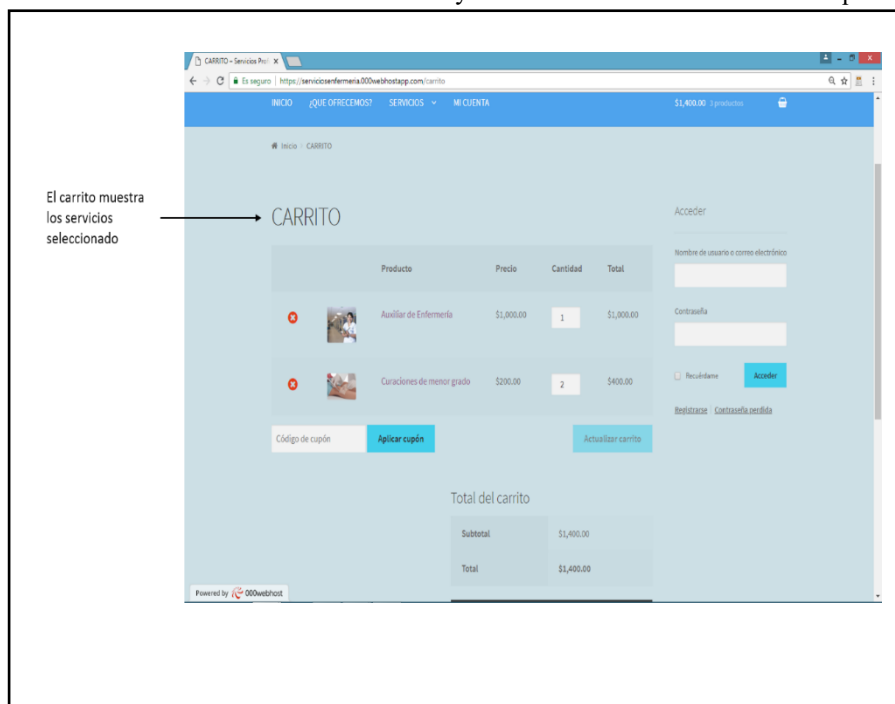 CARRITO – Servicios Prof
Es seguro | https://serviciosenfermeria.000webhostapp.com/carrito
INICIO ¿QUE OFRECEMOS? SERVICIOS MI CUENTA $1,400.00 3 productos
Inicio / CARRITO
El carrito muestra
los servicios
seleccionado
CARRITO
Producto Precio Cantidad Total
Auxiliar de Enfermería $1,000.00 1 $1,000.00
Curaciones de menor grado $200.00 2 $400.00
Código de cupón Aplicar cupón Actualizar carrito
Total del carrito
Subtotal $1,400.00
Total $1,400.00
Acceder
Nombre de usuario o correo electrónico
Contraseña
Recuérdame Acceder
Registrarse | Contraseña perdida
Powered by 000webhost